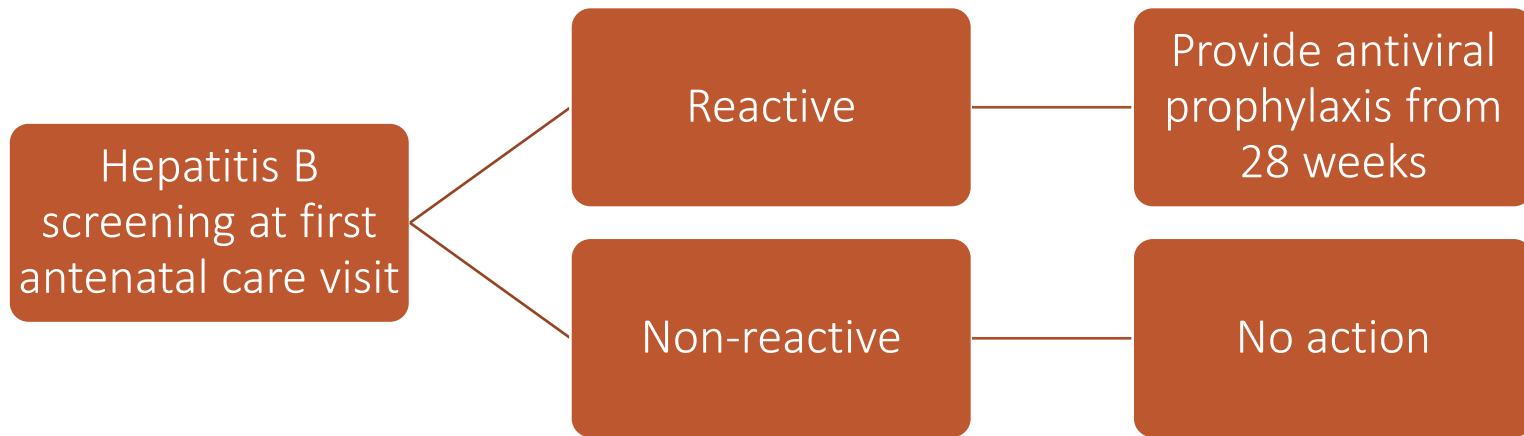 Hepatitis B
screening at first
antenatal care visit
Reactive
Provide antiviral
prophylaxis from
28 weeks
Non-reactive
No action